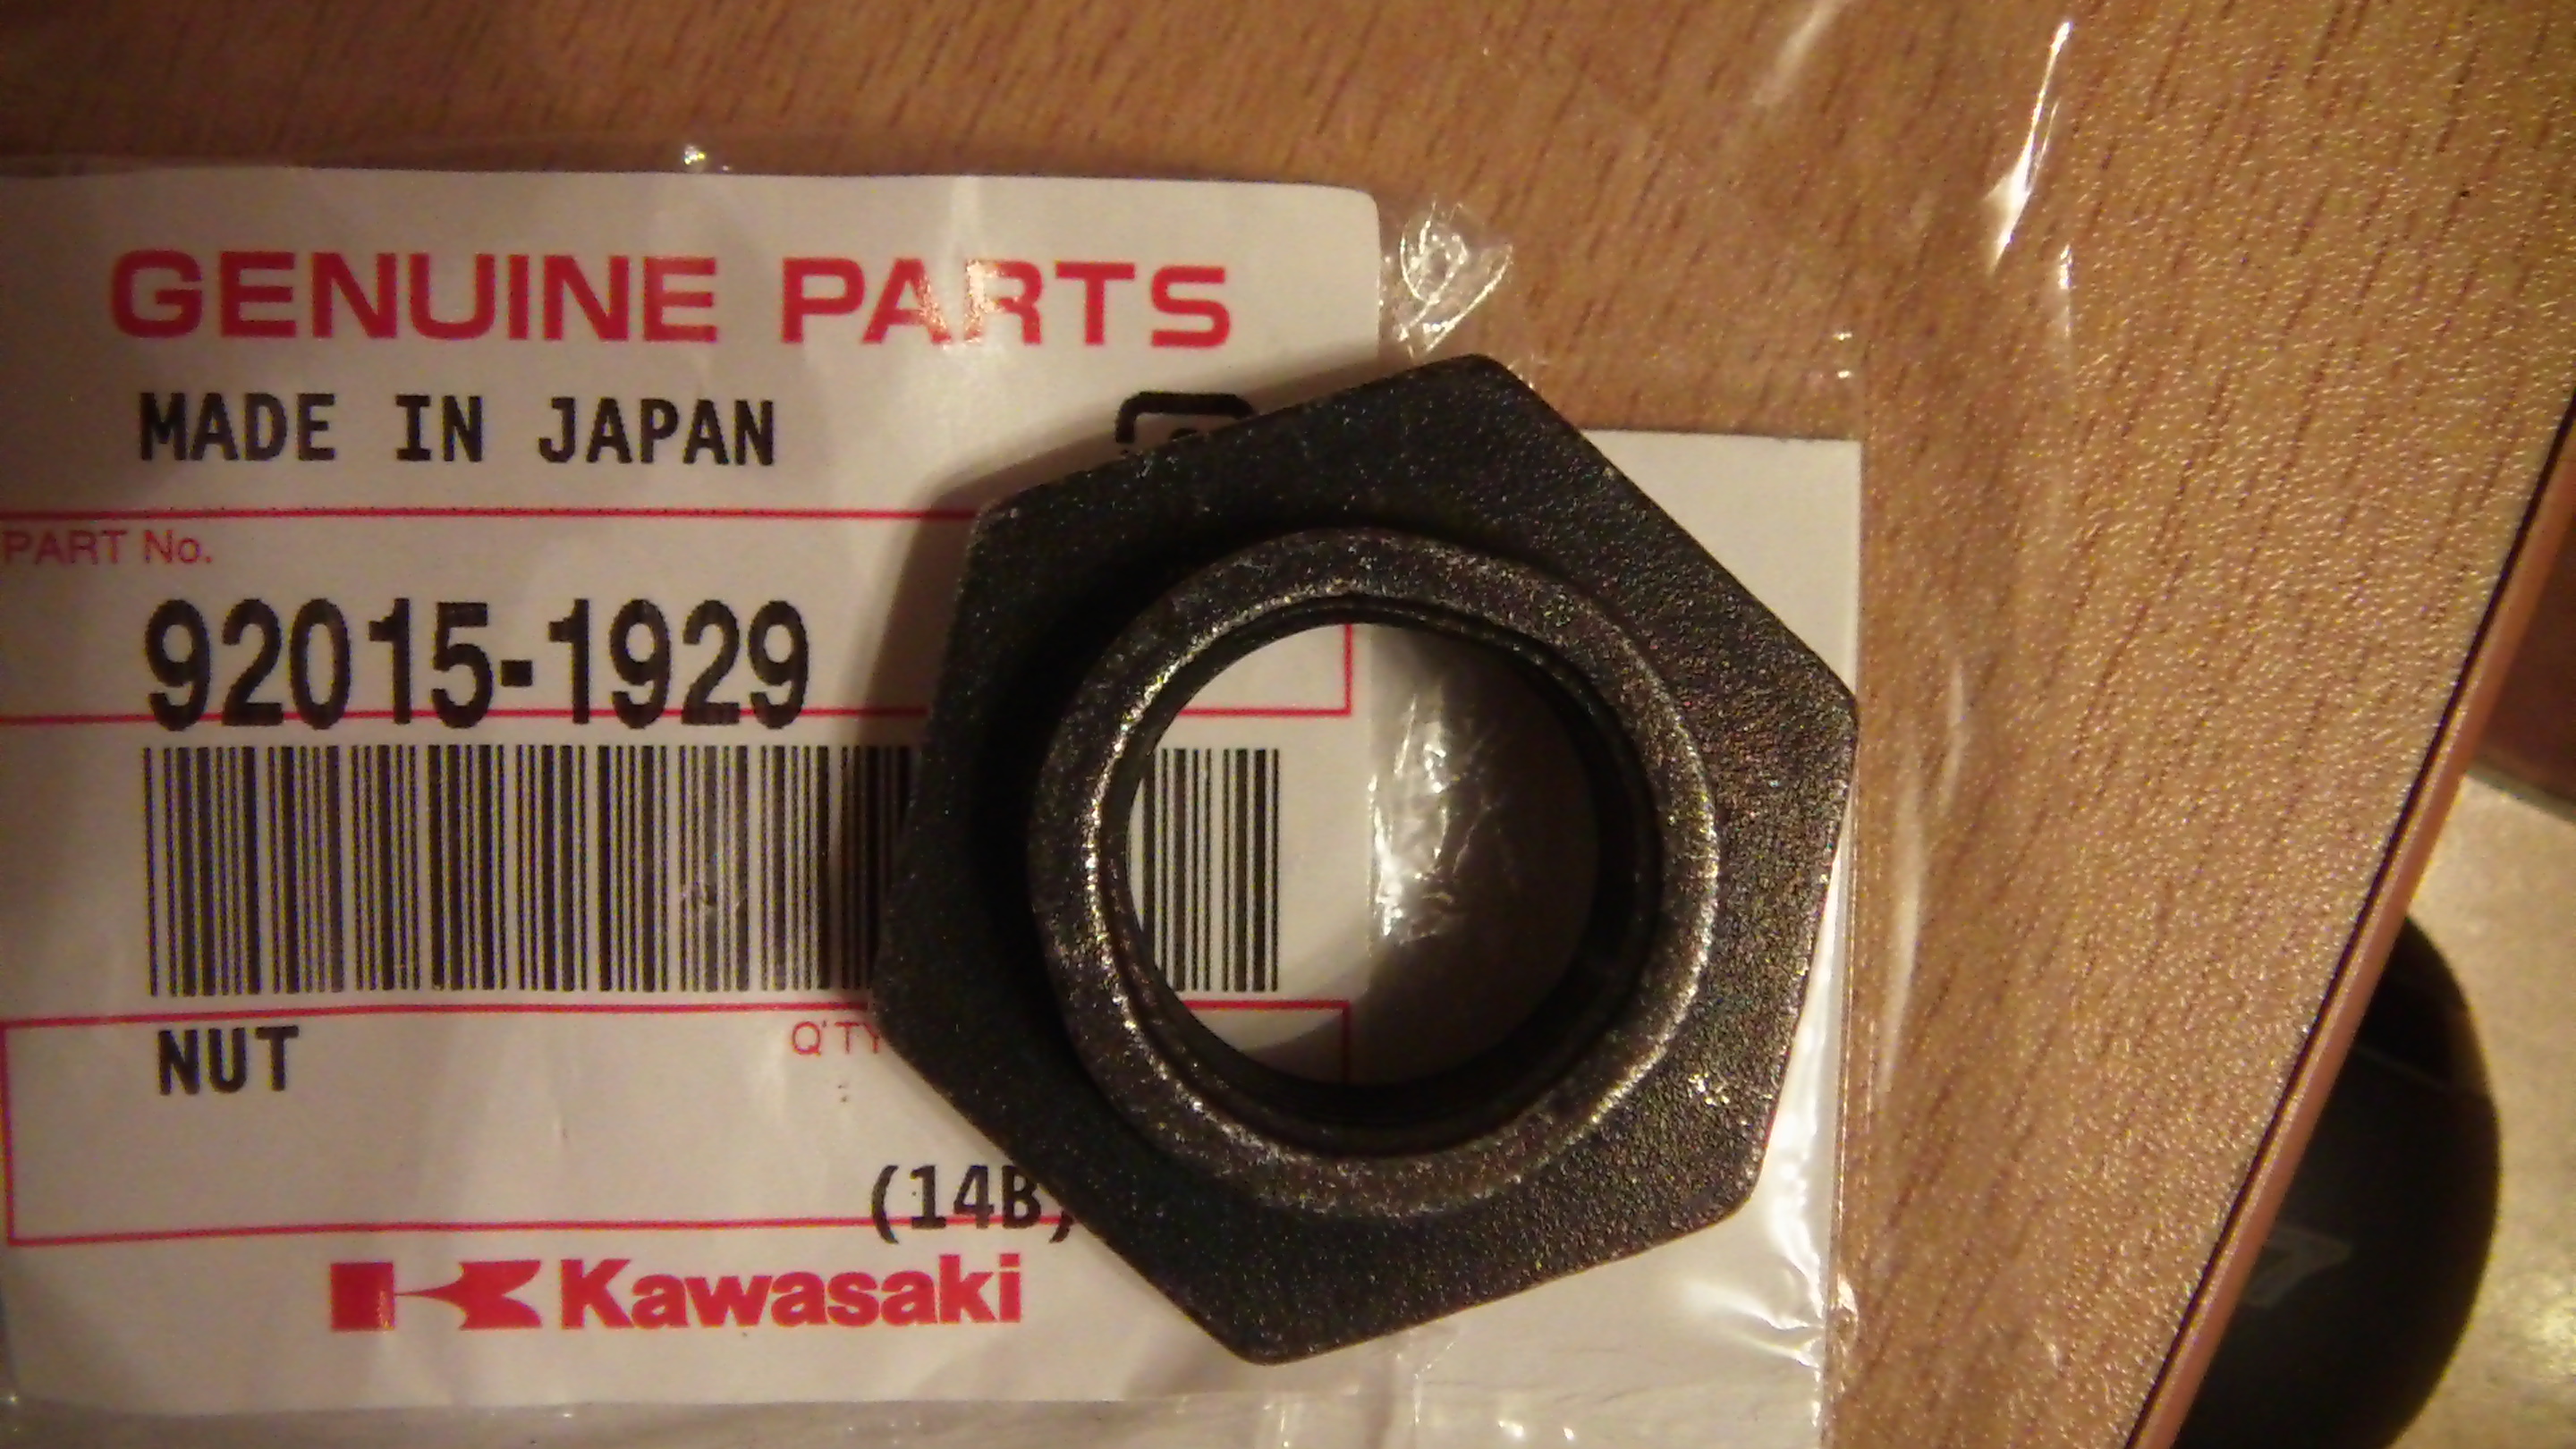 GENUINE PARTS
MADE IN JAPAN
PART No.
92015-1929
NUT
Q'TY
(14B)
Kawasaki